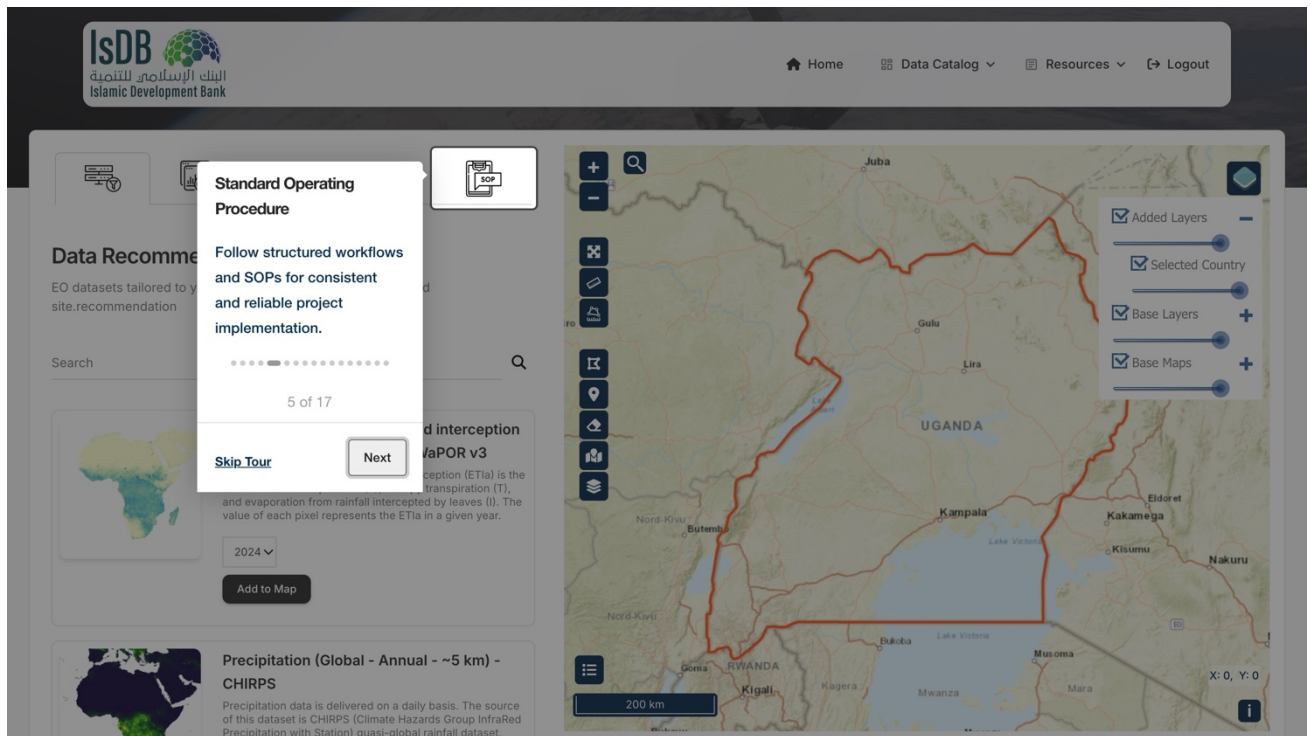 IsDB
البنك الإسلامي للتنمية
Islamic Development Bank
Home
Data Catalog
Resources
Logout
SOP
Standard Operating
Procedure
Follow structured workflows
and SOPs for consistent
and reliable project
implementation.
5 of 17
Skip Tour
Next
Data Recomme
EO datasets tailored to y
d
site.recommendation
Search
d interception
VaPOR v3
ception (ETIa) is the
transpiration (T),
and evaporation from rainfall intercepted by leaves (I). The
value of each pixel represents the ETIa in a given year.
2024
Add to Map
Precipitation (Global - Annual - ~5 km) -
CHIRPS
Precipitation data is delivered on a daily basis. The source
of this dataset is CHIRPS (Climate Hazards Group InfraRed
Precipitation with Station) quasi-global rainfall dataset
+
−
Juba
Added Layers
Selected Country
Base Layers
Base Maps
Gulu
Lira
Lake
Albert
UGANDA
Eldoret
Kampala
Kakamega
Nord-Kivu
Butembo
Lake Victoria
Kisumu
Nakuru
Nord-Kivu
Bukoba
Lake Victoria
Musoma
Goma
RWANDA
Kigali
Kagera
Mwanza
Mara
X: 0, Y: 0
200 km
i